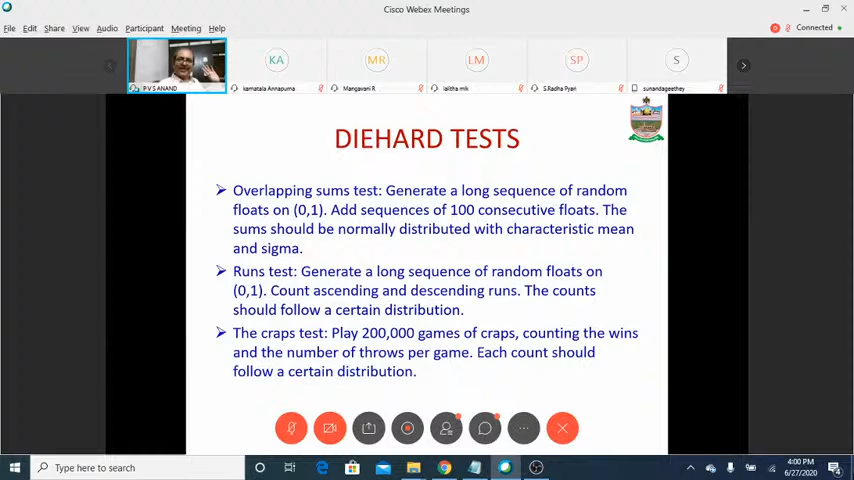 Cisco Webex Meetings
File Edit Share View Audio Participant Meeting Help
Connected
KA
MR
LM
SP
S
P V S ANAND
kamatala Annapurna
Mangavani R
lalitha mlk
S.Radha Pyari
sunandageethey
DIEHARD TESTS
Overlapping sums test: Generate a long sequence of random
floats on (0,1). Add sequences of 100 consecutive floats. The
sums should be normally distributed with characteristic mean
and sigma.
Runs test: Generate a long sequence of random floats on
(0,1). Count ascending and descending runs. The counts
should follow a certain distribution.
The craps test: Play 200,000 games of craps, counting the wins
and the number of throws per game. Each count should
follow a certain distribution.
Type here to search
4:00 PM
6/27/2020
4